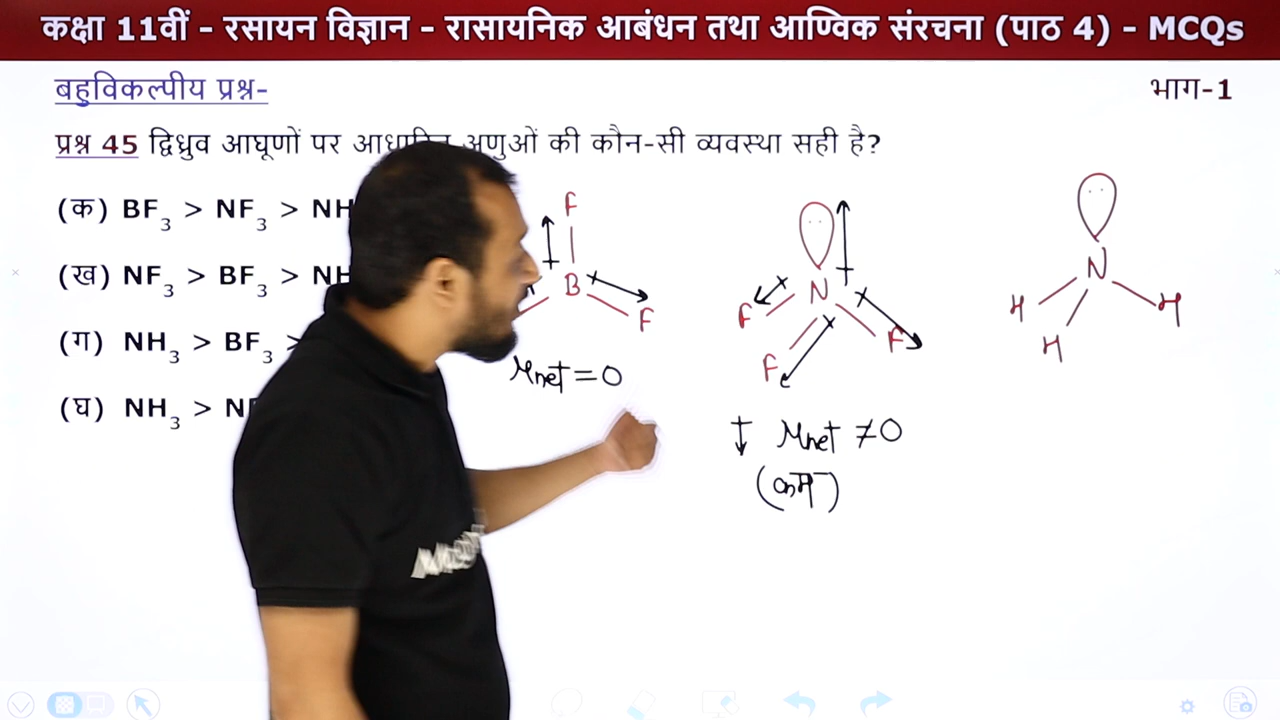 कक्षा 11वीं - रसायन विज्ञान - रासायनिक आबंधन तथा आण्विक संरचना (पाठ 4) - MCQs
बहुविकल्पीय प्रश्न-
भाग-1
प्रश्न 45 द्विध्रुव आघूणों पर आधारित अणुओं की कौन-सी व्यवस्था सही है?
(क) BF3 > NF3 > NH
(ख) NF3 > BF3 > NH
(ग) NH3 > BF3 >
(घ) NH3 > N
F
B
F
μnet = 0
N
F
F
F
μnet ≠ 0
(कम)
N
H
H
H